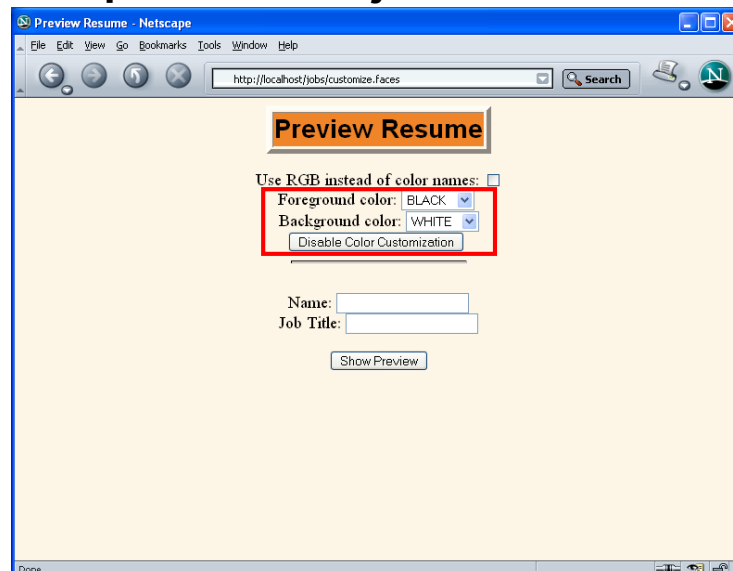 Preview Resume - Netscape
File Edit View Go Bookmarks Tools Window Help
http://localhost/jobs/customize.faces Search N
Preview Resume
Use RGB instead of color names:
Foreground color: BLACK
Background color: WHITE
Disable Color Customization
Name:
Job Title:
Show Preview
Done